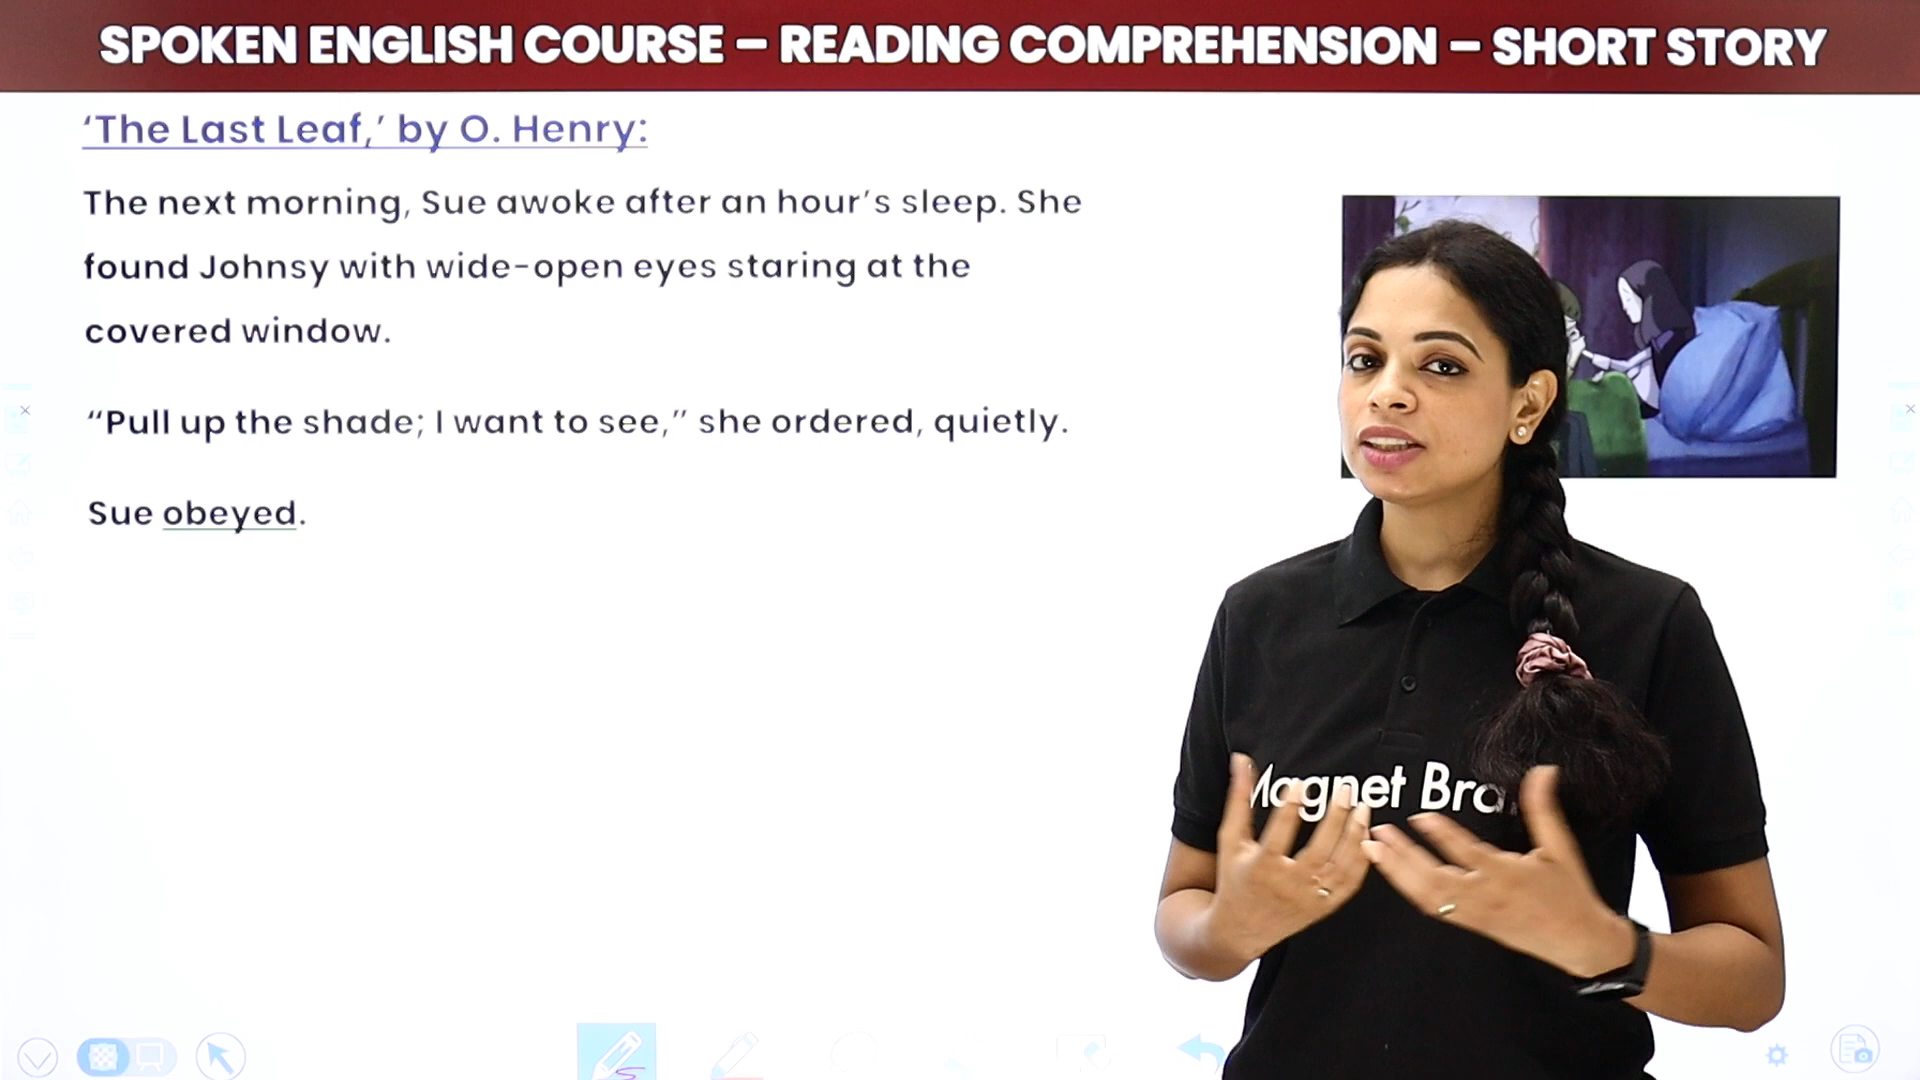 SPOKEN ENGLISH COURSE – READING COMPREHENSION – SHORT STORY
‘The Last Leaf,’ by O. Henry:
The next morning, Sue awoke after an hour’s sleep. She
found Johnsy with wide-open eyes staring at the
covered window.
“Pull up the shade; I want to see,” she ordered, quietly.
Sue obeyed.
Magnet